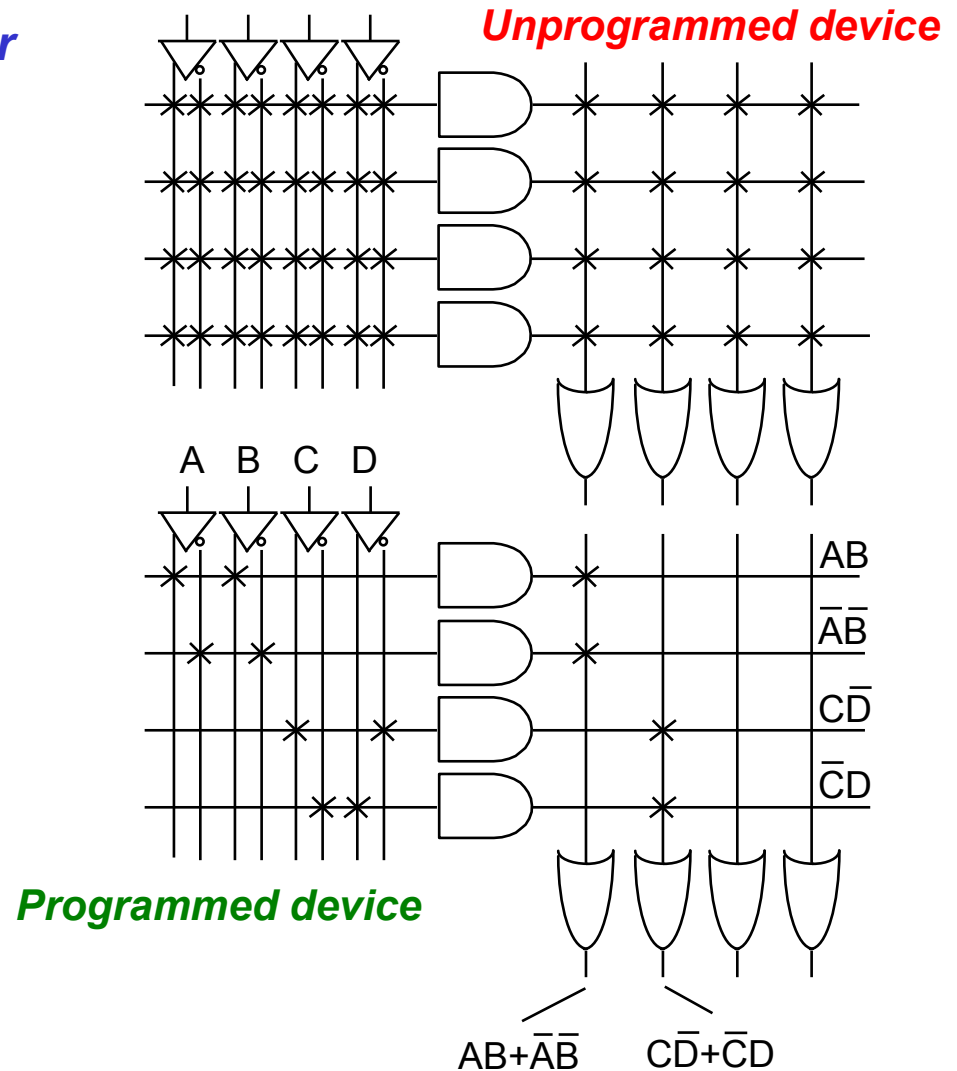 r
Unprogrammed device
A B C D
AB
A̅B̅
CD̅
C̅D
Programmed device
AB+A̅B̅
CD̅+C̅D